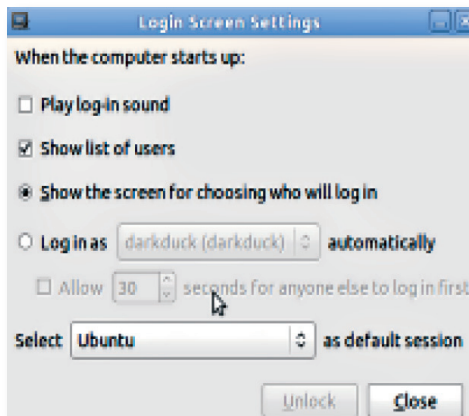 Login Screen Settings
When the computer starts up:
Play log-in sound
Show list of users
Show the screen for choosing who will log in
Log in as darkduck (darkduck) automatically
Allow 30 seconds for anyone else to log in first
Select Ubuntu as default session
Unlock Close